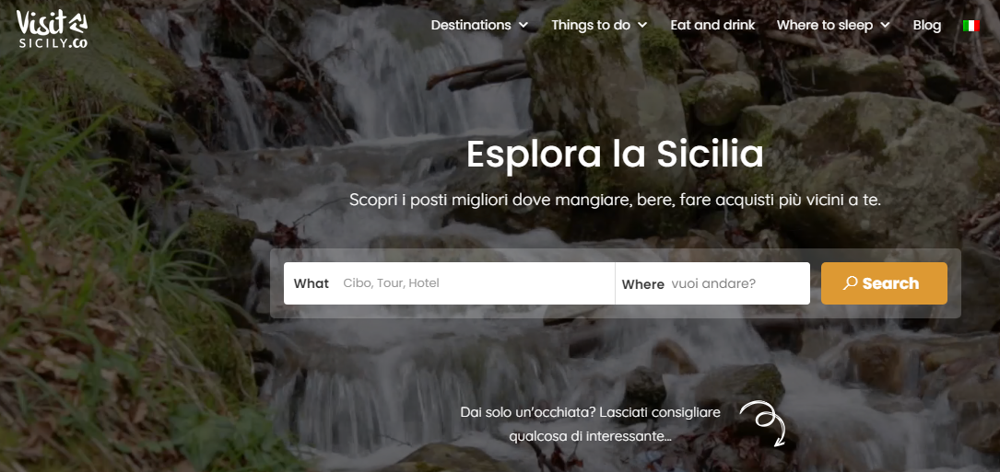 Visit
SICILY.co
Destinations
Things to do
Eat and drink
Where to sleep
Blog
Esplora la Sicilia
Scopri i posti migliori dove mangiare, bere, fare acquisti più vicini a te.
What Cibo, Tour, Hotel
Where vuoi andare?
Search
Dai solo un'occhiata? Lasciati consigliare
qualcosa di interessante...